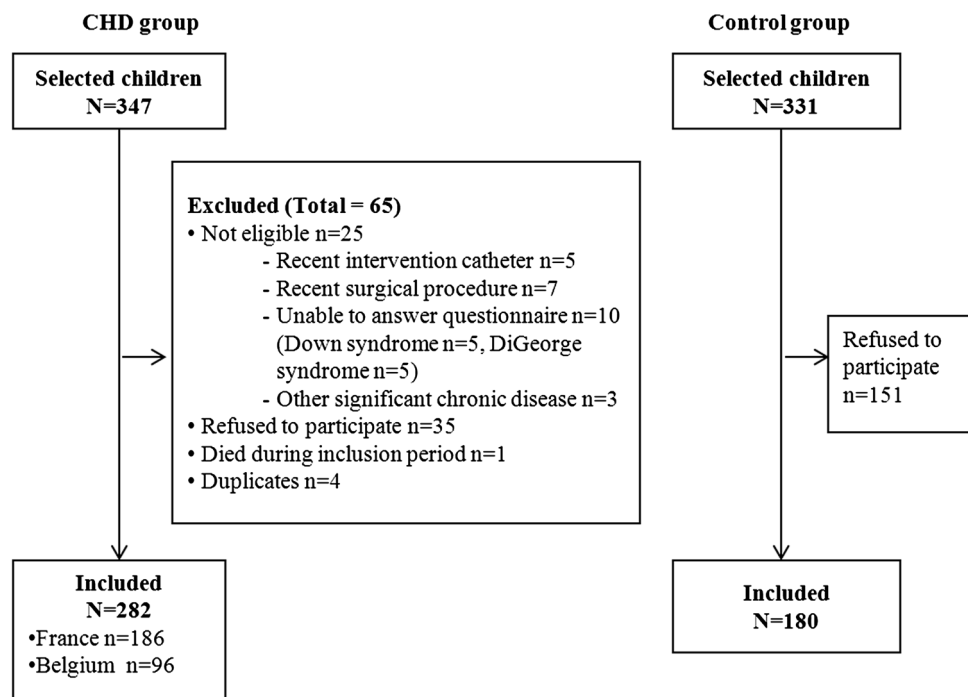 CHD group
Selected children
N=347
Excluded (Total = 65)
• Not eligible n=25
- Recent intervention catheter n=5
- Recent surgical procedure n=7
- Unable to answer questionnaire n=10
(Down syndrome n=5, DiGeorge
syndrome n=5)
- Other significant chronic disease n=3
• Refused to participate n=35
• Died during inclusion period n=1
• Duplicates n=4
Included
N=282
•France n=186
•Belgium n=96
Control group
Selected children
N=331
Refused to
participate
n=151
Included
N=180